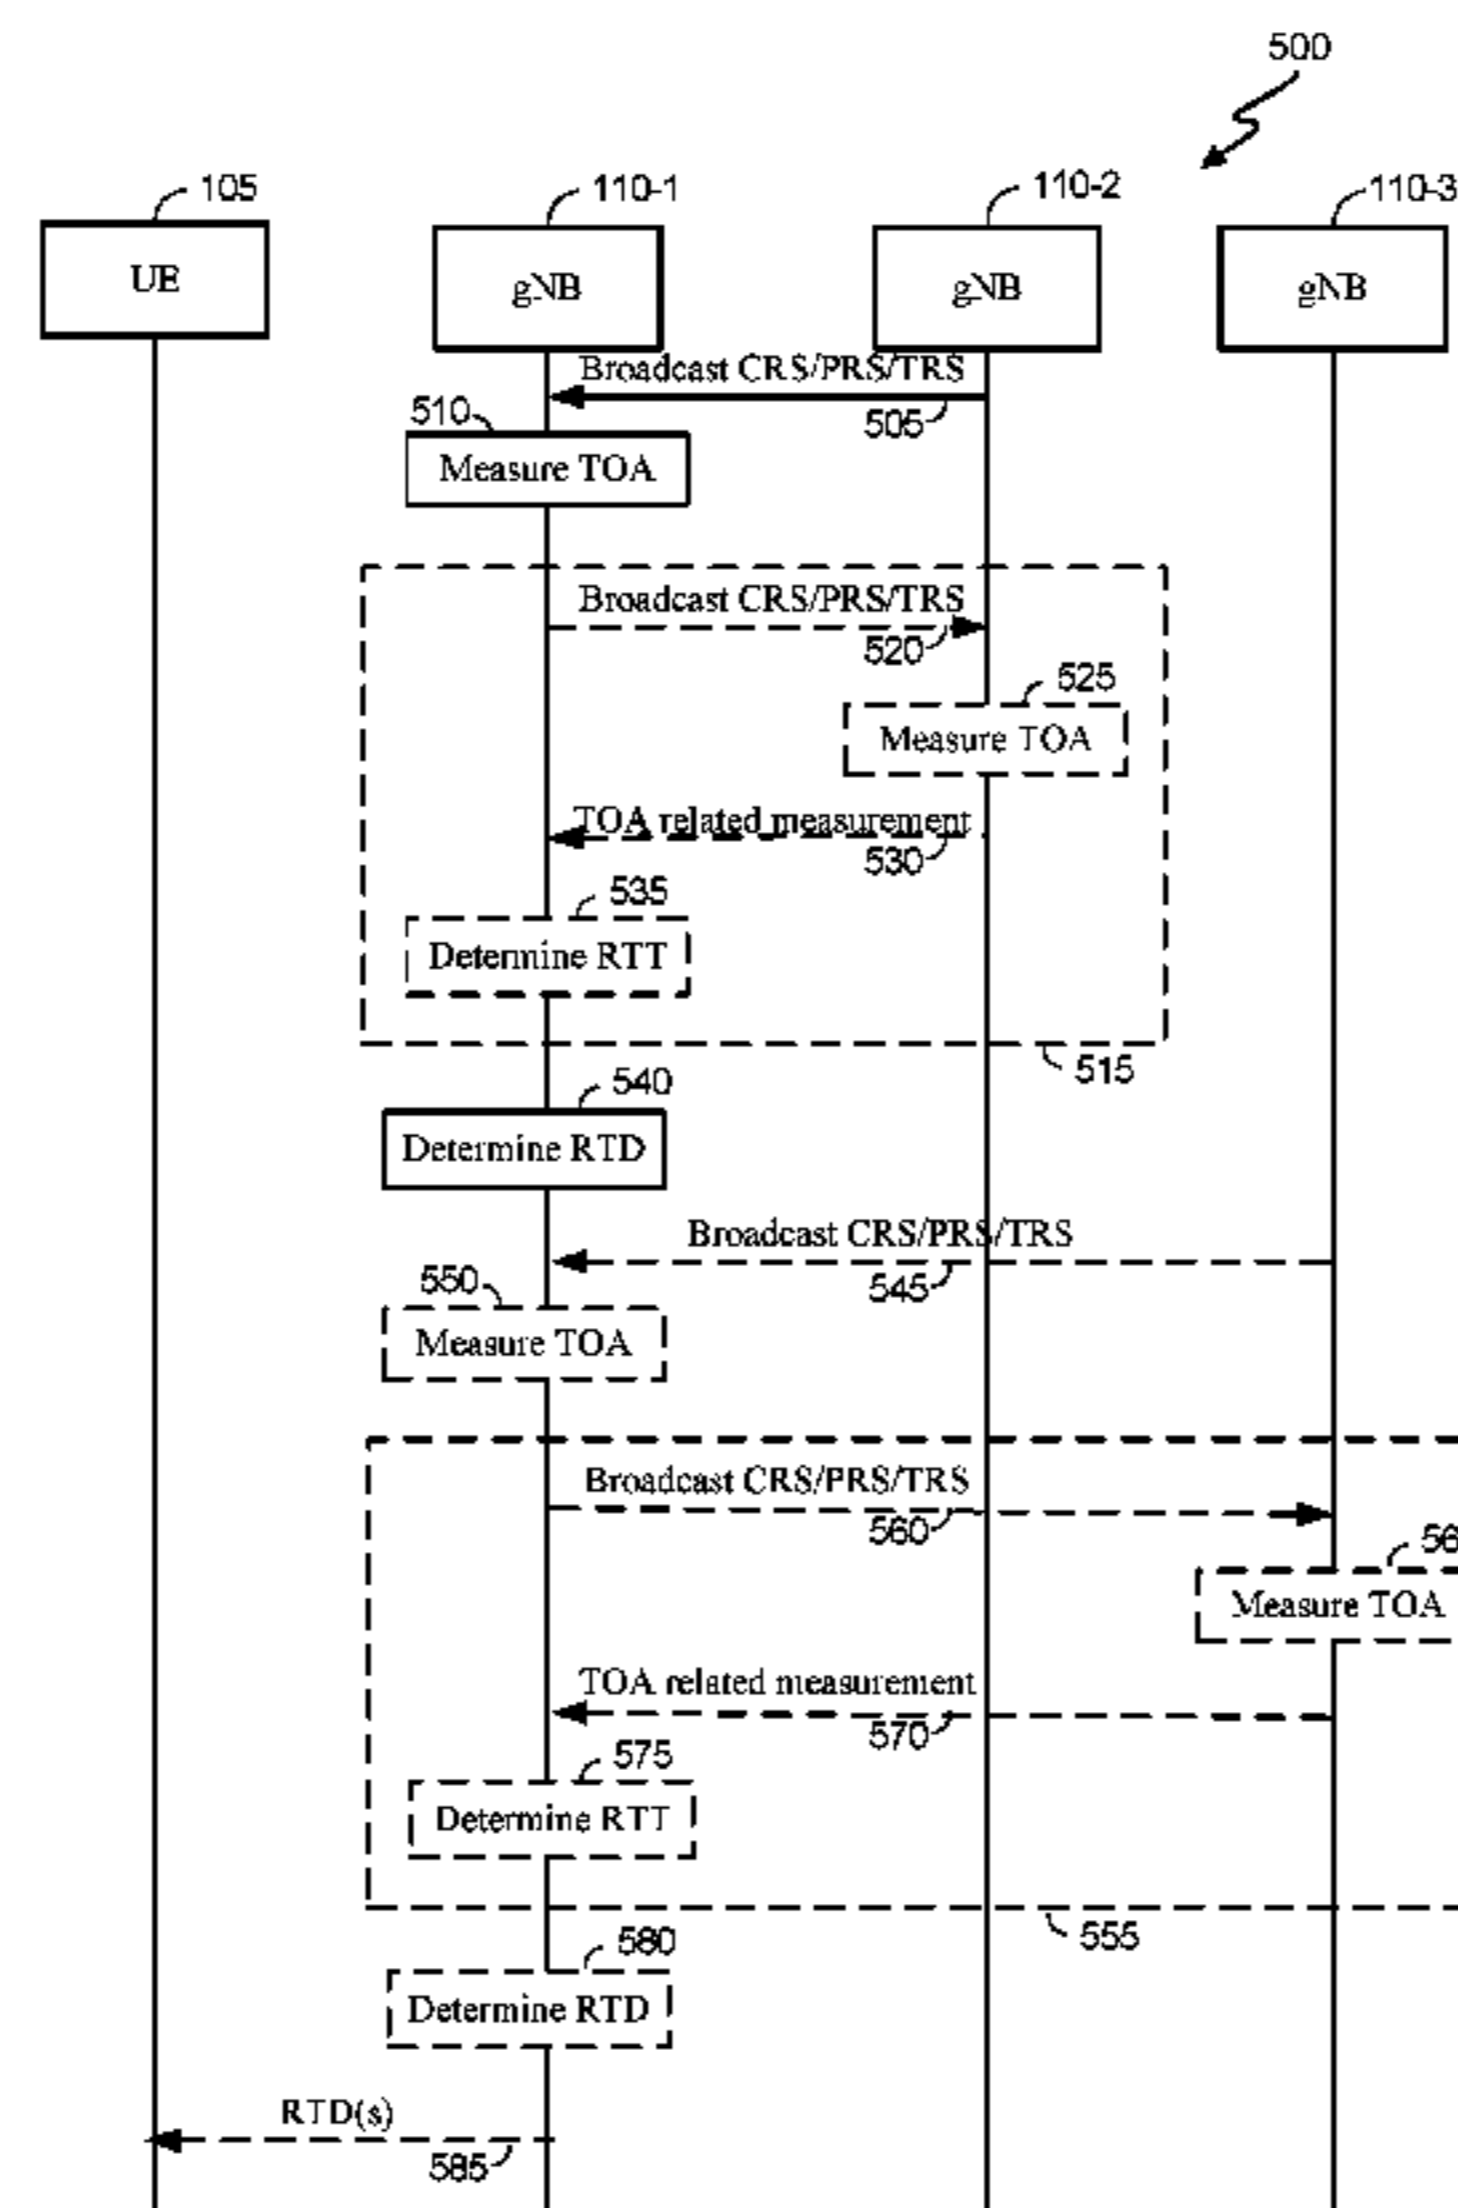 500
105
110-1
110-2
110-3
UE
gNB
gNB
gNB
Broadcast CRS/PRS/TRS
505
510
Measure TOA
Broadcast CRS/PRS/TRS
520
525
Measure TOA
TOA related measurement
530
535
Determine RTT
515
540
Determine RTD
Broadcast CRS/PRS/TRS
545
550
Measure TOA
Broadcast CRS/PRS/TRS
560
Measure TOA
TOA related measurement
570
575
Determine RTT
555
580
Determine RTD
RTD(s)
585